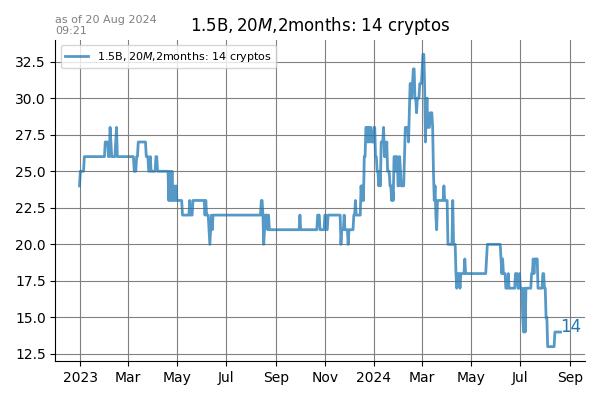 as of 20 Aug 2024
09:21
1.5B, 20M,2months: 14 cryptos
1.5B, 20M,2months: 14 cryptos
32.5
30.0
27.5
25.0
22.5
20.0
17.5
15.0
12.5
14
2023 Mar May Jul Sep Nov 2024 Mar May Jul Sep